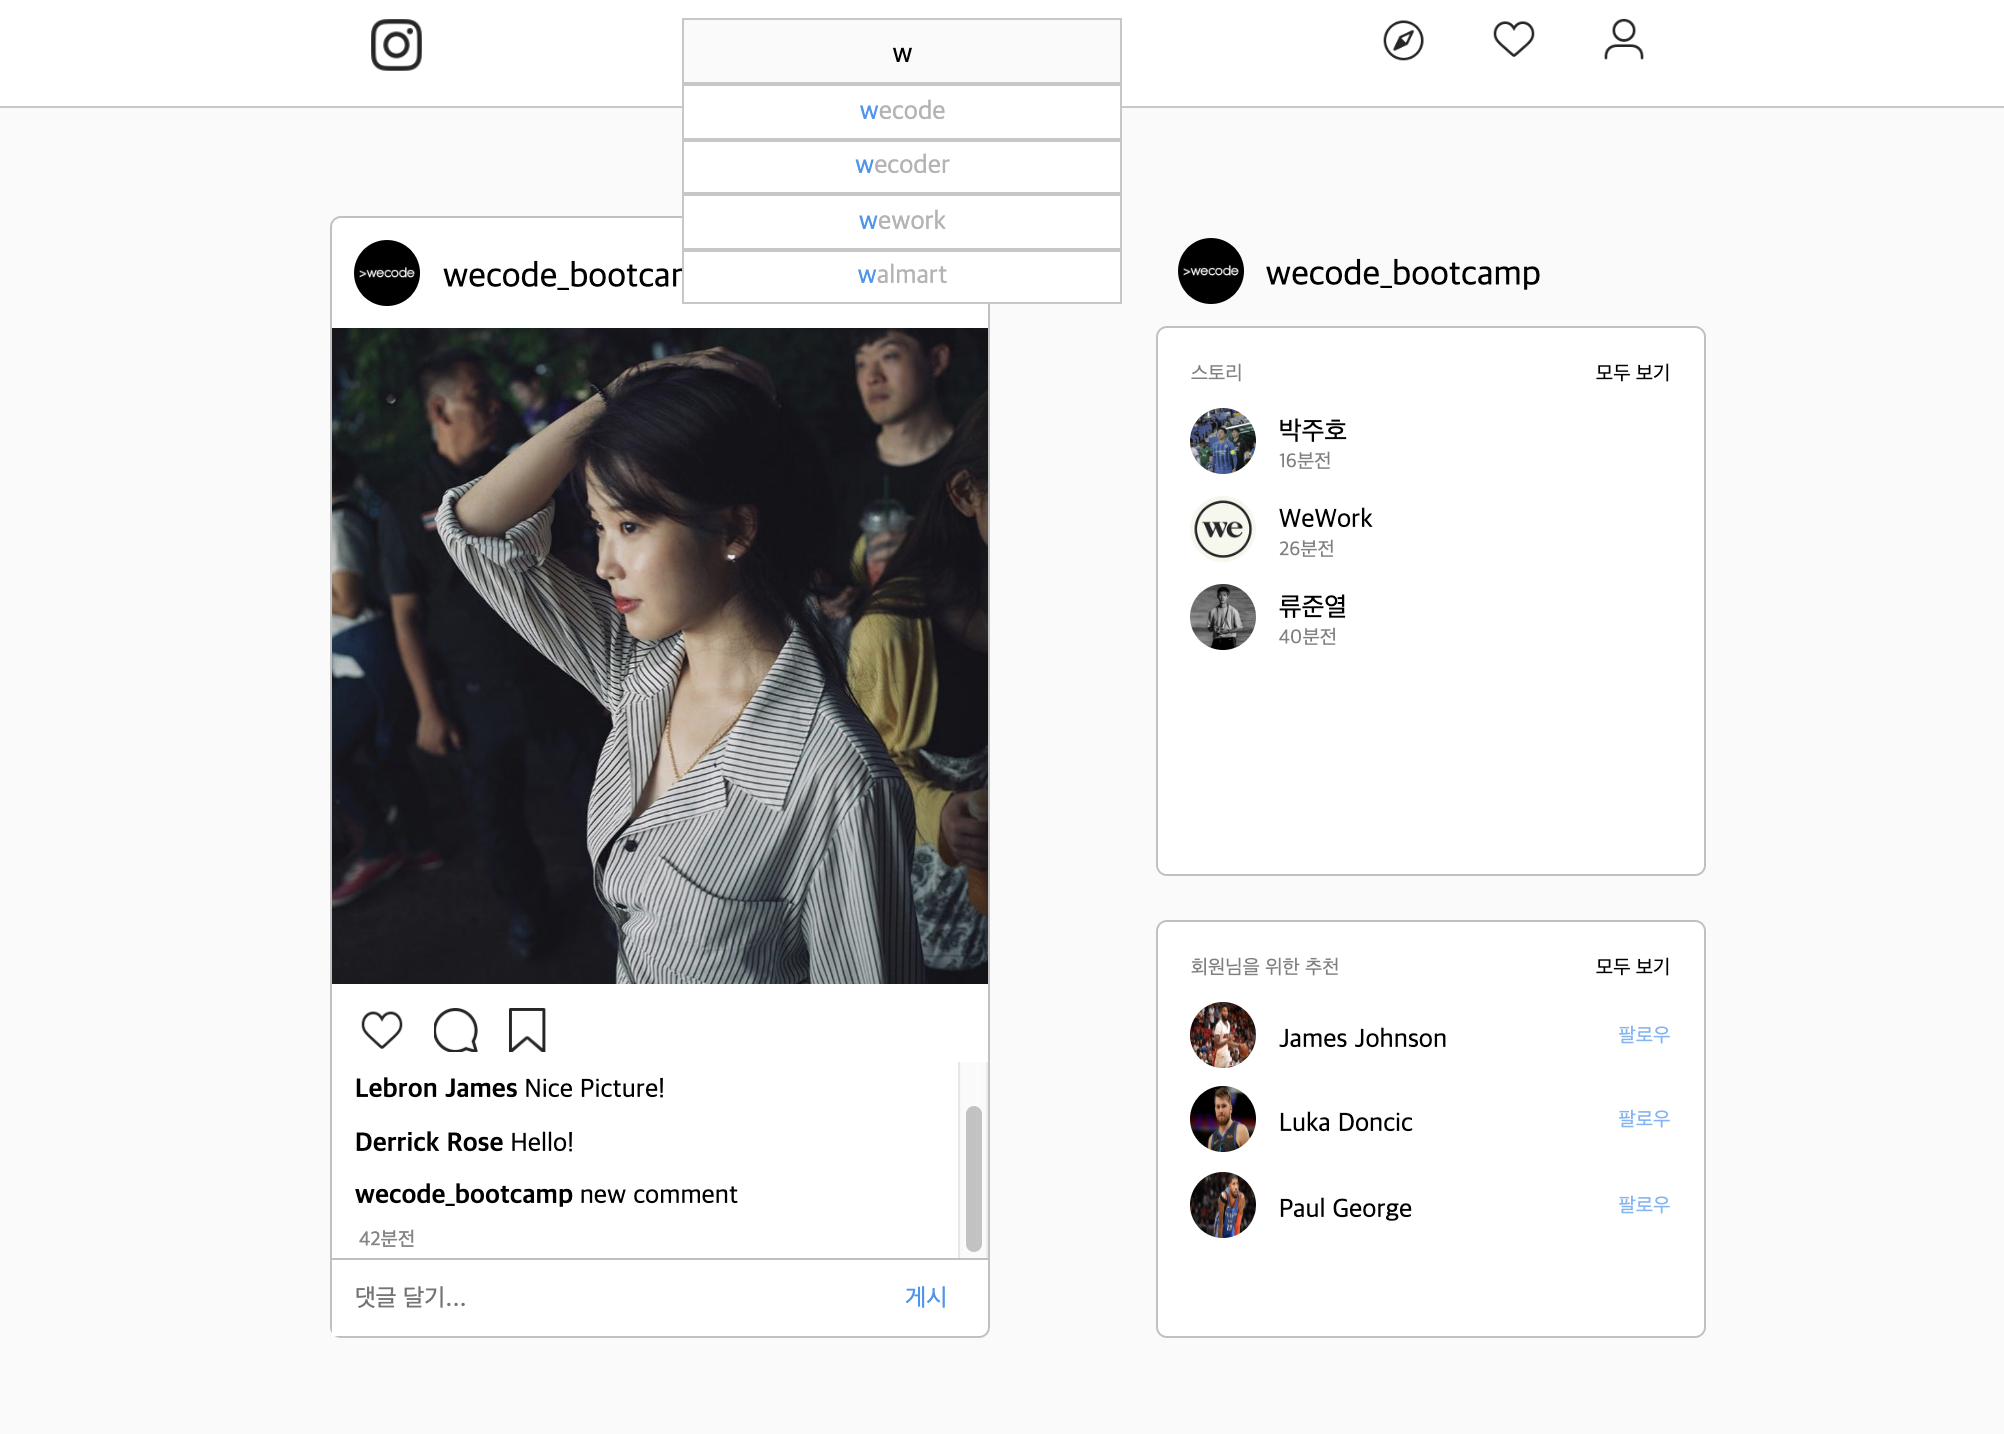 w
wecode
wecoder
wework
walmart
>wecode
wecode_bootcar
>wecode
wecode_bootcamp
스토리
모두 보기
박주호
16분전
we
WeWork
26분전
류준열
40분전
Lebron James Nice Picture!
Derrick Rose Hello!
wecode_bootcamp new comment
42분전
댓글 달기...
게시
회원님을 위한 추천
모두 보기
James Johnson
팔로우
Luka Doncic
팔로우
Paul George
팔로우